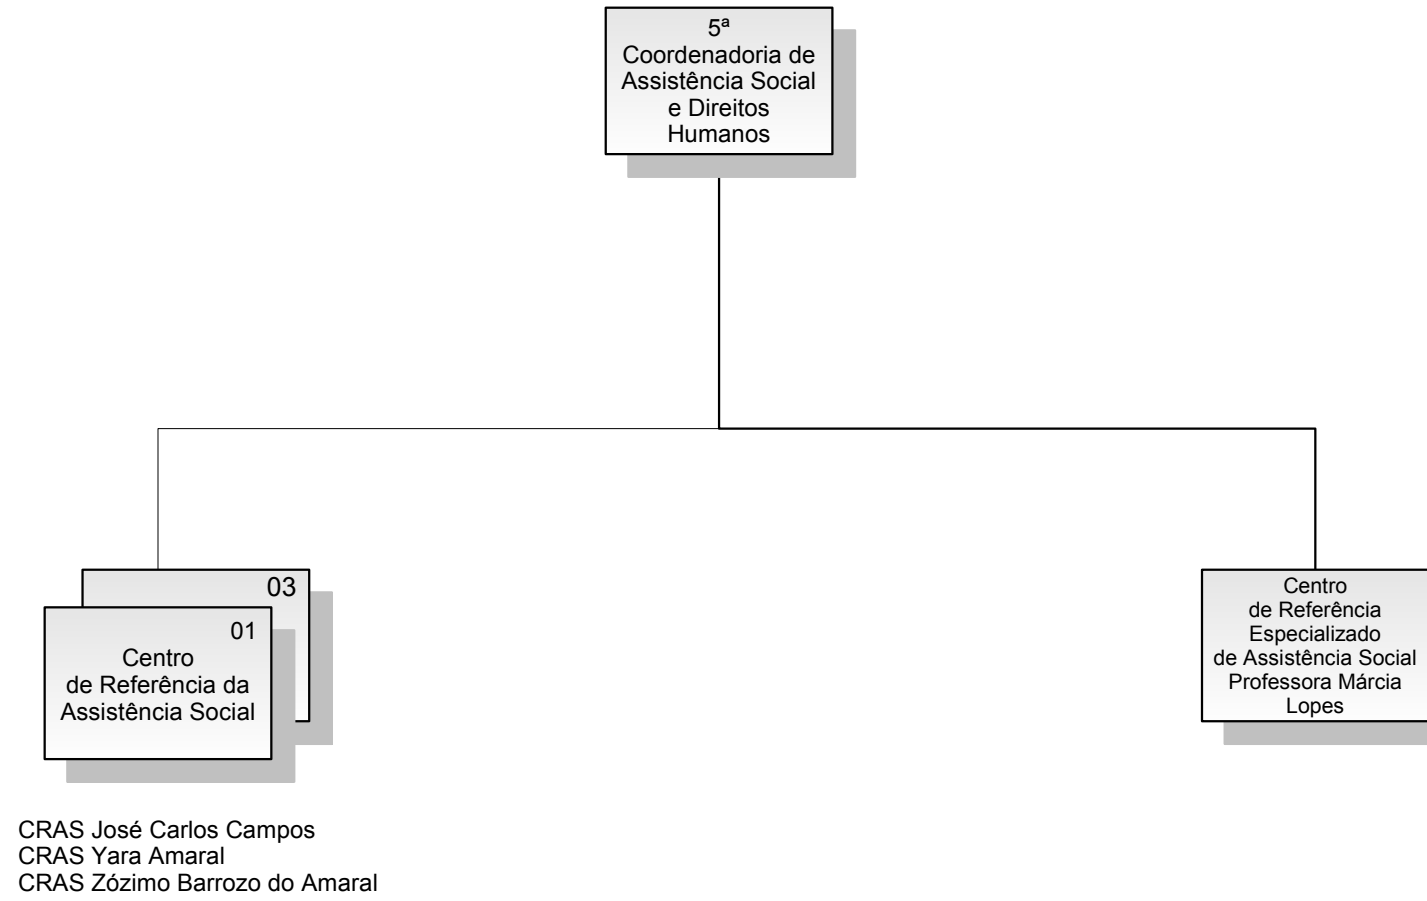 5ª
Coordenadoria de
Assistência Social
e Direitos
Humanos
03
01
Centro
de Referência da
Assistência Social
Centro
de Referência
Especializado
de Assistência Social
Professora Márcia
Lopes
CRAS José Carlos Campos
CRAS Yara Amaral
CRAS Zózimo Barrozo do Amaral